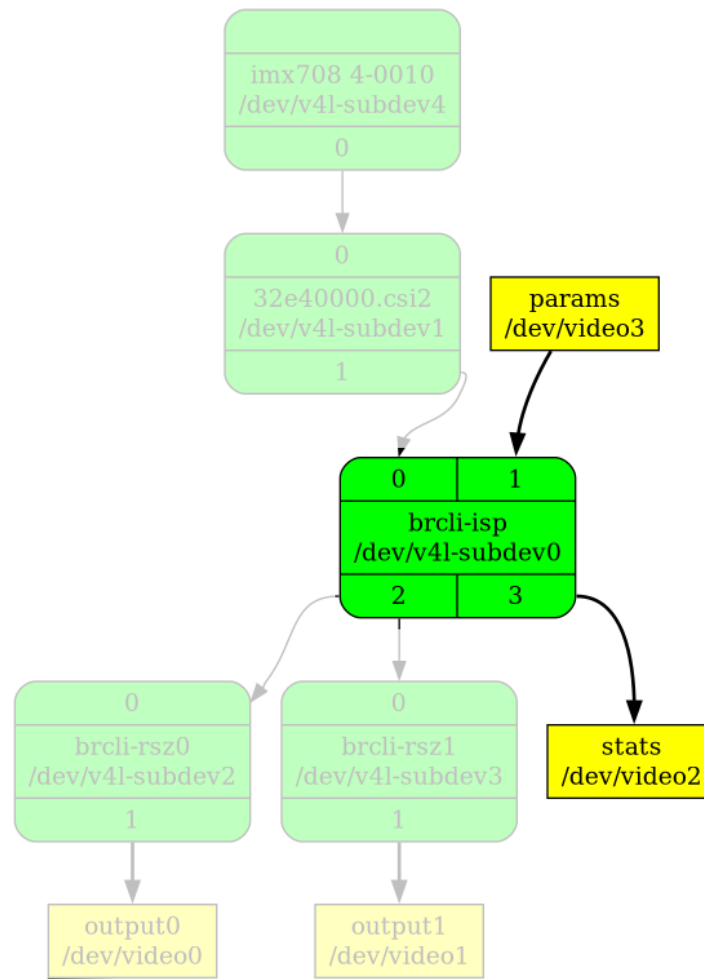 imx708 4-0010
/dev/v4l-subdev4
0
0
32e40000.csi2
/dev/v4l-subdev1
1
params
/dev/video3
0 1
brcli-isp
/dev/v4l-subdev0
2 3
0
brcli-rsz0
/dev/v4l-subdev2
1
0
brcli-rsz1
/dev/v4l-subdev3
1
stats
/dev/video2
output0
/dev/video0
output1
/dev/video1